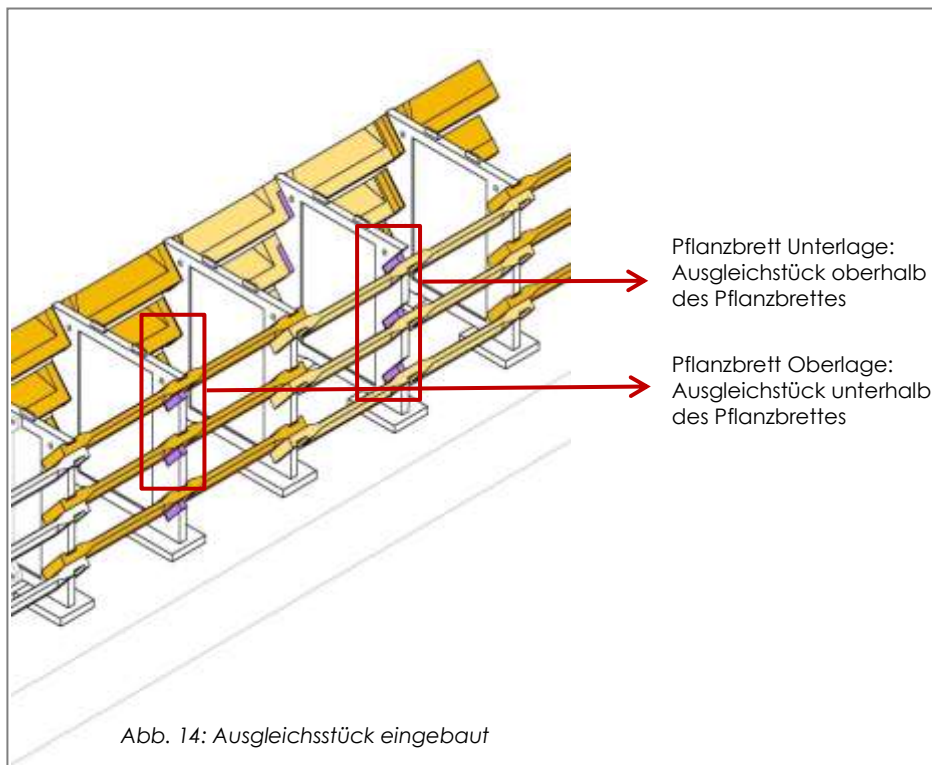 Pflanzbrett Unterlage:
Ausgleichstück oberhalb
des Pflanzbrettes
Pflanzbrett Oberlage:
Ausgleichstück unterhalb
des Pflanzbrettes
Abb. 14: Ausgleichsstück eingebaut